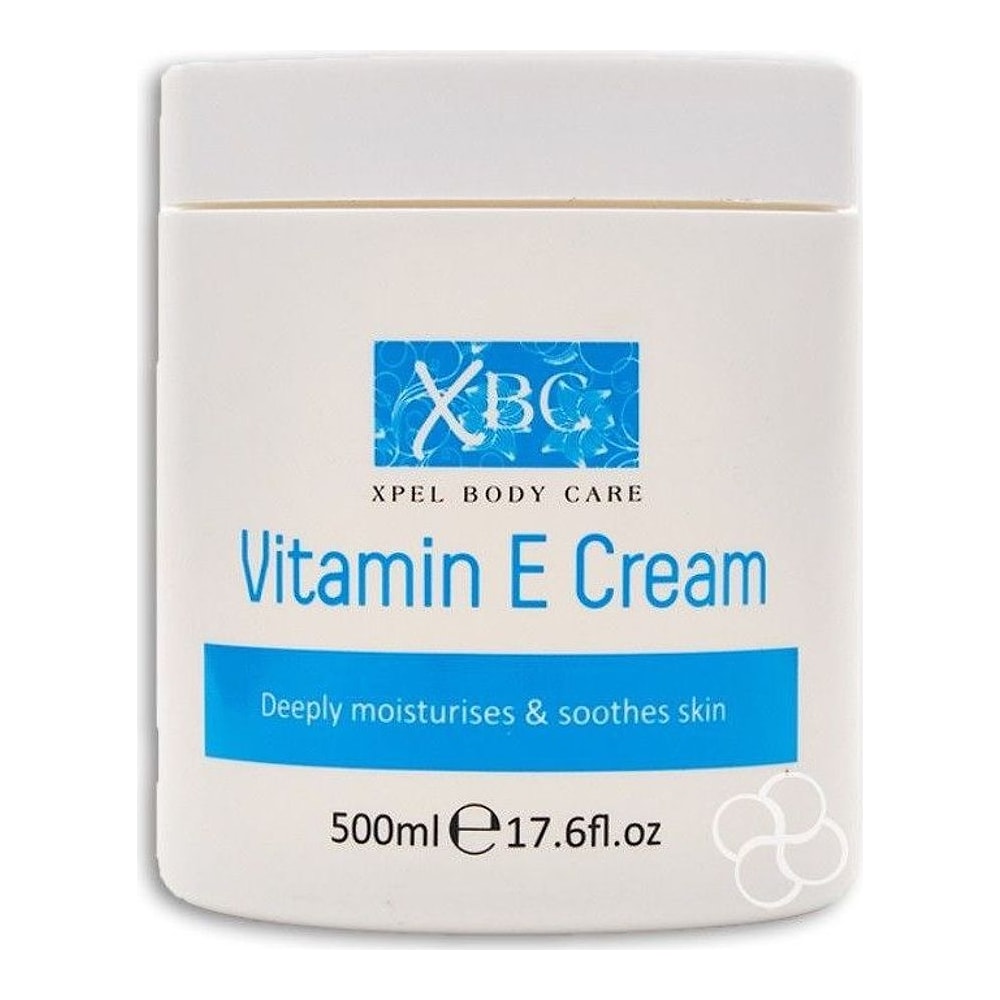 XBC
XPEL BODY CARE
Vitamin E Cream
Deeply moisturises & soothes skin
500ml ℮ 17.6fl.oz